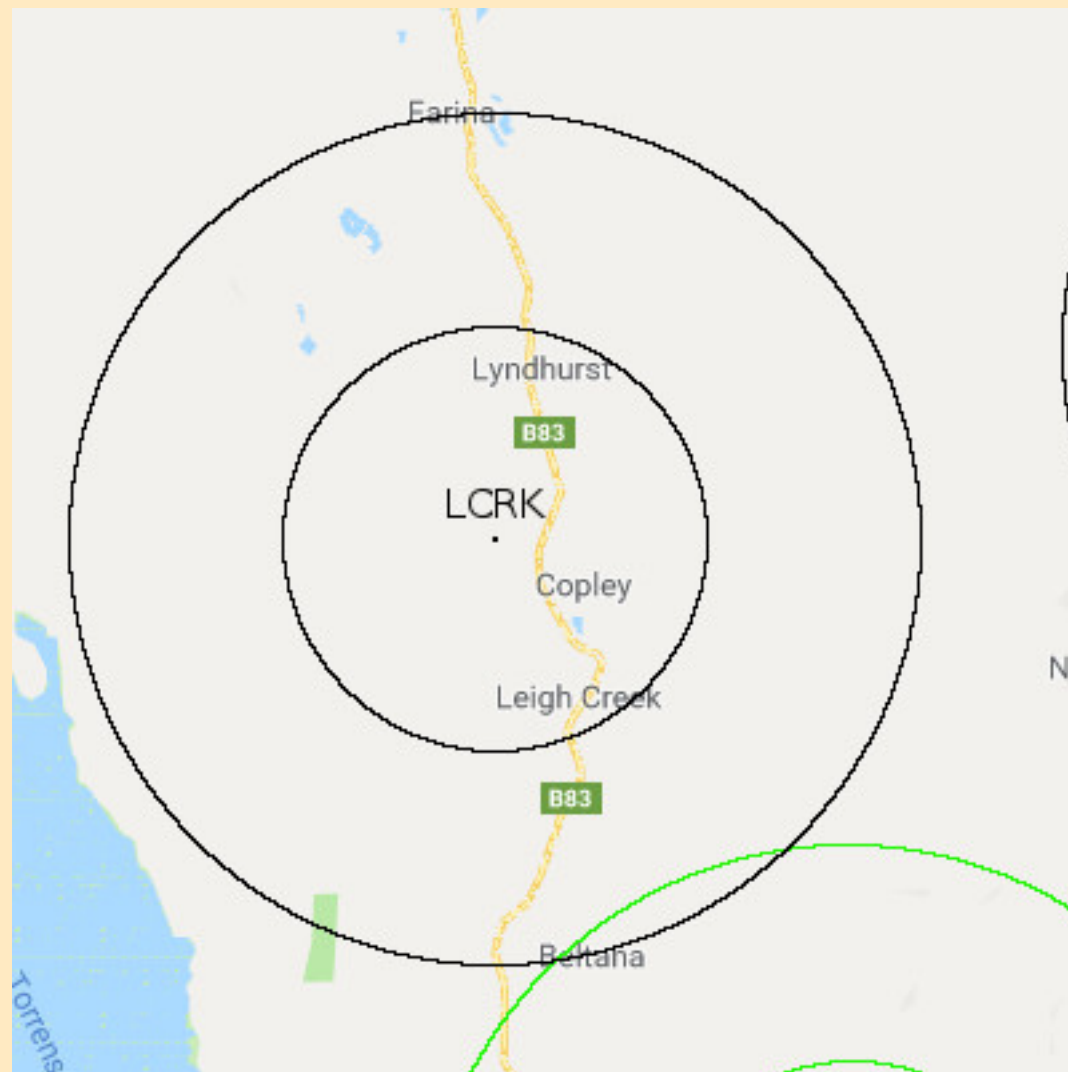 Farina
Lyndhurst
B83
LCRK
Copley
N
Leigh Creek
B83
Beltana
Torrens